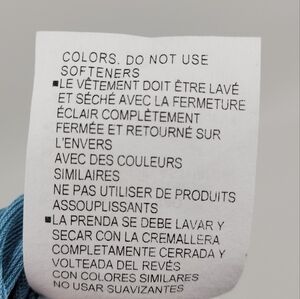 COLORS. DO NOT USE
SOFTENERS
▪LE VÊTEMENT DOIT ÊTRE LAVÉ
ET SÉCHÉ AVEC LA FERMETURE
ÉCLAIR COMPLÈTEMENT
FERMÉE ET RETOURNÉ SUR
L'ENVERS
AVEC DES COULEURS
SIMILAIRES
NE PAS UTILISER DE PRODUITS
ASSOUPLISSANTS
▪LA PRENDA SE DEBE LAVAR Y
SECAR CON LA CREMALLERA
COMPLETAMENTE CERRADA Y
VOLTEADA DEL REVÉS
CON COLORES SIMILARES
NO USAR SUAVIZANTES